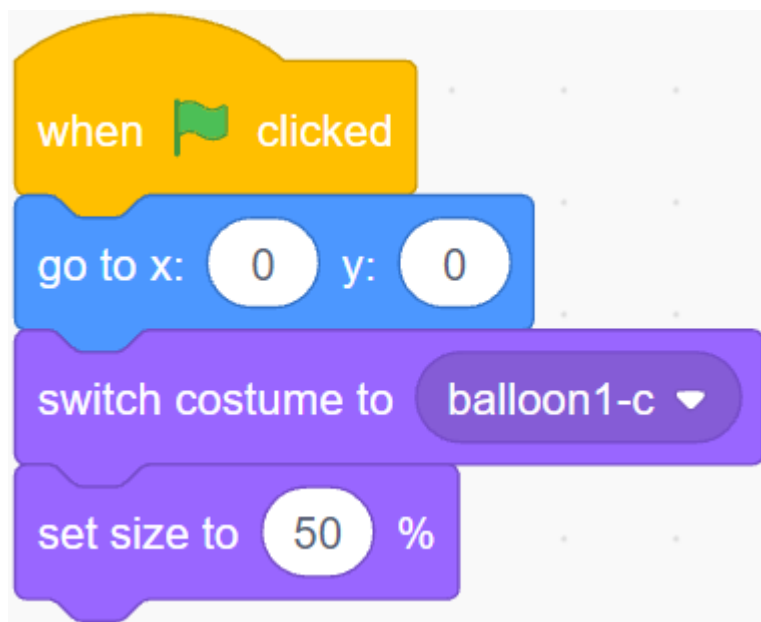 when clicked
go to x: 0 y: 0
switch costume to balloon1-c
set size to 50 %